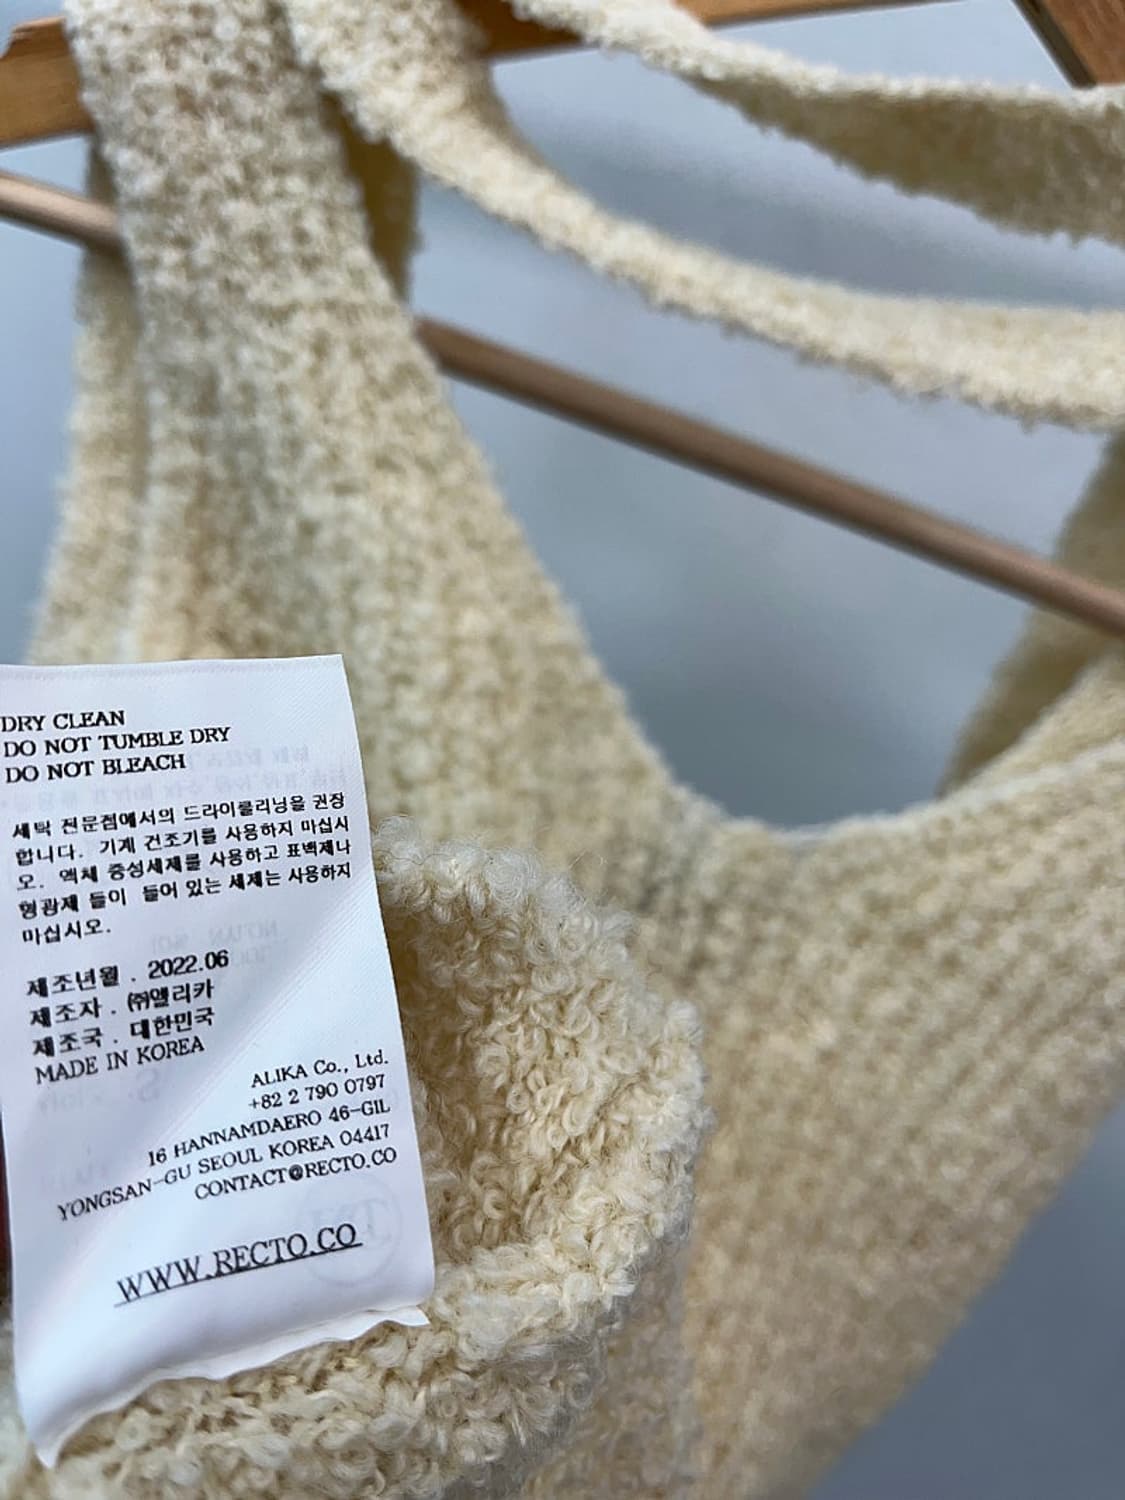 DRY CLEAN
DO NOT TUMBLE DRY
DO NOT BLEACH
세탁 전문점에서의 드라이클리닝을 권장
합니다. 기계 건조기를 사용하지 마십시
오. 액체 중성세제를 사용하고 표백제나
형광제 들이 들어 있는 세제는 사용하지
마십시오.
제조년월 . 2022.06
제조자 . ㈜앨리카
제조국 . 대한민국
MADE IN KOREA
ALIKA Co., Ltd.
+82 2 790 0797
16 HANNAMDAERO 46-GIL
YONGSAN-GU SEOUL KOREA 04417
CONTACT@RECTO.CO
WWW.RECTO.CO